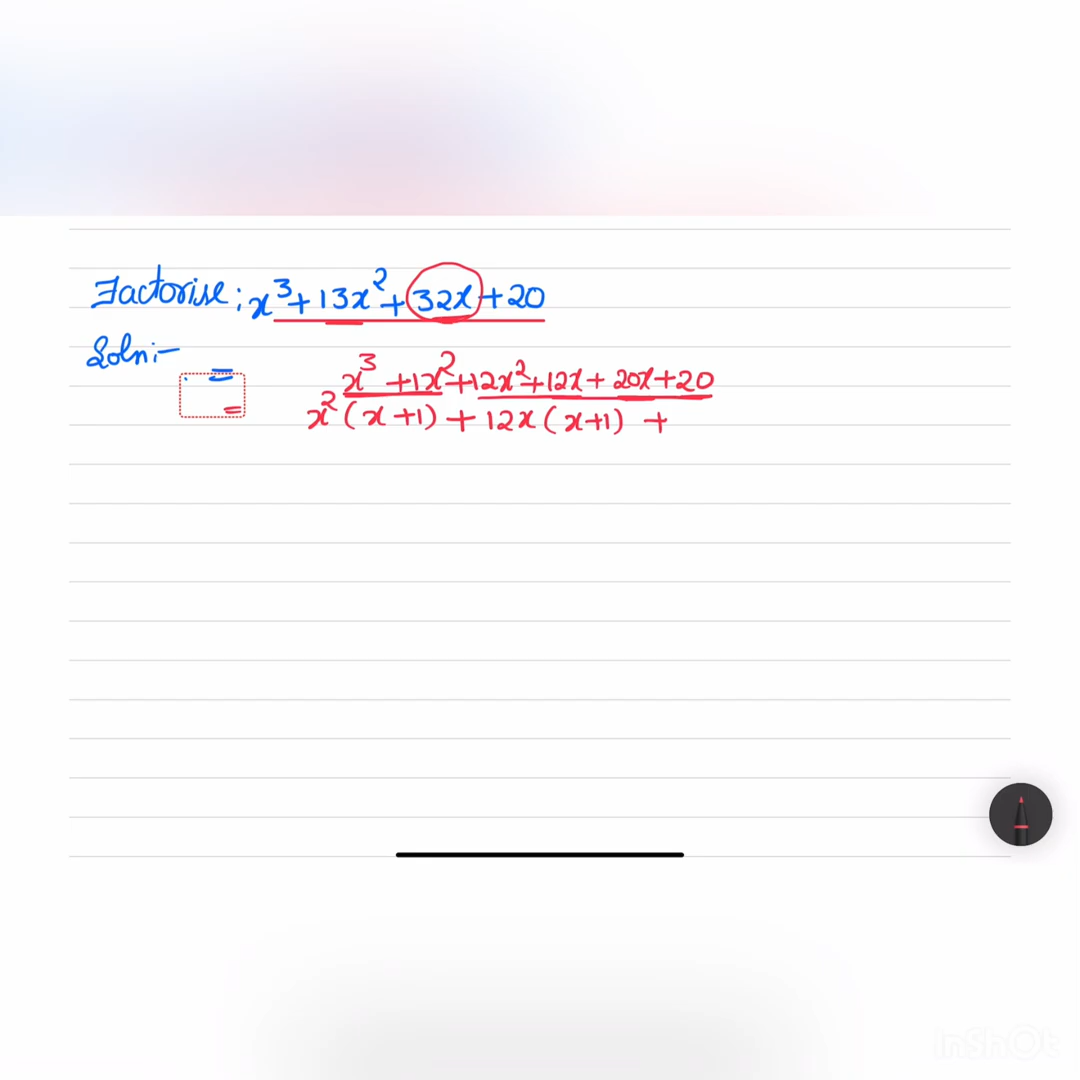 Factorise: x³+13x²+32x+20
Soln:-
= x³+1x²+12x²+12x+20x+20
= x²(x+1)+12x(x+1) +
InShOt